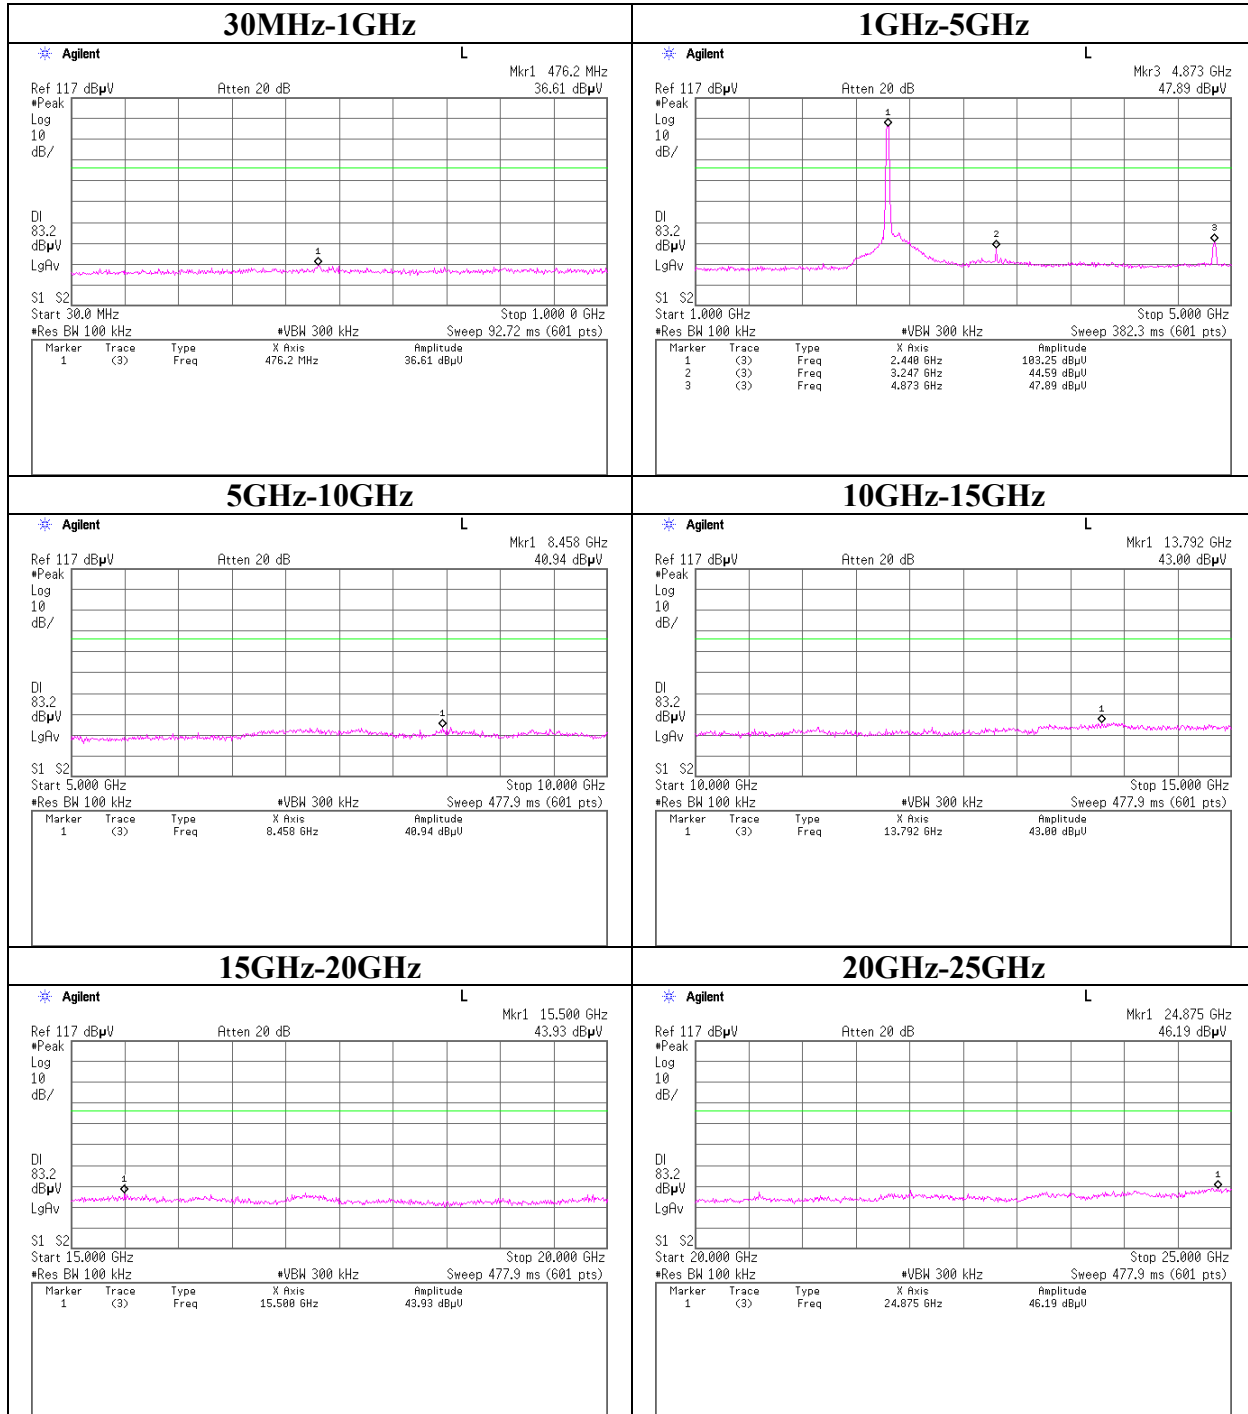 30MHz-1GHz
Agilent L
Mkr1 476.2 MHz
Ref 117 dBµV Atten 20 dB 36.61 dBµV
#Peak
Log
10
dB/
1
DI
83.2
dBµV
LgAv
S1 S2
Start 30.0 MHz Stop 1.000 0 GHz
#Res BW 100 kHz #VBW 300 kHz Sweep 92.72 ms (601 pts)
Marker Trace Type X Axis Amplitude
1 (3) Freq 476.2 MHz 36.61 dBµV
1GHz-5GHz
Agilent L
Mkr3 4.873 GHz
Ref 117 dBµV Atten 20 dB 47.89 dBµV
#Peak
Log
10
dB/
1
2
3
DI
83.2
dBµV
LgAv
S1 S2
Start 1.000 GHz Stop 5.000 GHz
#Res BW 100 kHz #VBW 300 kHz Sweep 382.3 ms (601 pts)
Marker Trace Type X Axis Amplitude
1 (3) Freq 2.440 GHz 103.25 dBµV
2 (3) Freq 3.247 GHz 44.59 dBµV
3 (3) Freq 4.873 GHz 47.89 dBµV
5GHz-10GHz
Agilent L
Mkr1 8.458 GHz
Ref 117 dBµV Atten 20 dB 40.94 dBµV
#Peak
Log
10
dB/
1
DI
83.2
dBµV
LgAv
S1 S2
Start 5.000 GHz Stop 10.000 GHz
#Res BW 100 kHz #VBW 300 kHz Sweep 477.9 ms (601 pts)
Marker Trace Type X Axis Amplitude
1 (3) Freq 8.458 GHz 40.94 dBµV
10GHz-15GHz
Agilent L
Mkr1 13.792 GHz
Ref 117 dBµV Atten 20 dB 43.00 dBµV
#Peak
Log
10
dB/
1
DI
83.2
dBµV
LgAv
S1 S2
Start 10.000 GHz Stop 15.000 GHz
#Res BW 100 kHz #VBW 300 kHz Sweep 477.9 ms (601 pts)
Marker Trace Type X Axis Amplitude
1 (3) Freq 13.792 GHz 43.00 dBµV
15GHz-20GHz
Agilent L
Mkr1 15.500 GHz
Ref 117 dBµV Atten 20 dB 43.93 dBµV
#Peak
Log
10
dB/
1
DI
83.2
dBµV
LgAv
S1 S2
Start 15.000 GHz Stop 20.000 GHz
#Res BW 100 kHz #VBW 300 kHz Sweep 477.9 ms (601 pts)
Marker Trace Type X Axis Amplitude
1 (3) Freq 15.500 GHz 43.93 dBµV
20GHz-25GHz
Agilent L
Mkr1 24.875 GHz
Ref 117 dBµV Atten 20 dB 46.19 dBµV
#Peak
Log
10
dB/
1
DI
83.2
dBµV
LgAv
S1 S2
Start 20.000 GHz Stop 25.000 GHz
#Res BW 100 kHz #VBW 300 kHz Sweep 477.9 ms (601 pts)
Marker Trace Type X Axis Amplitude
1 (3) Freq 24.875 GHz 46.19 dBµV